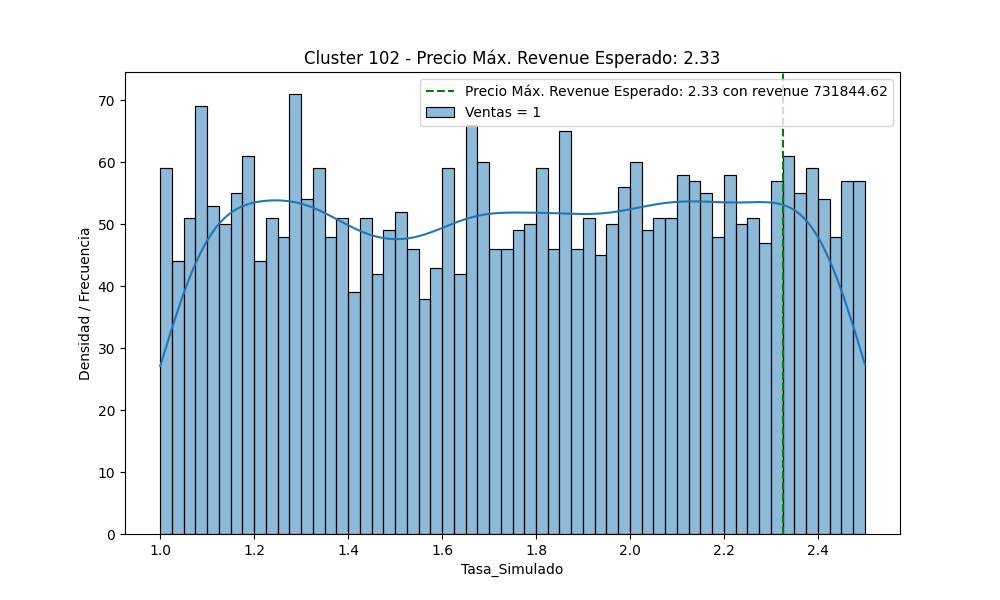 Cluster 102 - Precio Máx. Revenue Esperado: 2.33
Precio Máx. Revenue Esperado: 2.33 con revenue 731844.62
Ventas = 1
Densidad / Frecuencia
70
60
50
40
30
20
10
0
1.0 1.2 1.4 1.6 1.8 2.0 2.2 2.4
Tasa_Simulado